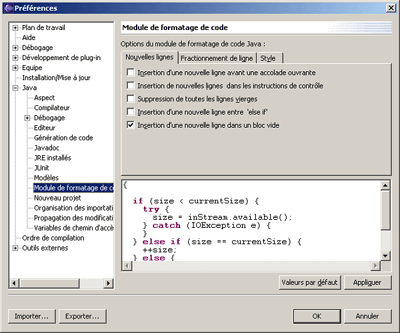 Préférences
Plan de travail
Aide
Débogage
Développement de plug-in
Equipe
Installation/Mise à jour
Java
Aspect
Compilateur
Débogage
Editeur
Génération de code
Javadoc
JRE installés
JUnit
Modèles
Module de formatage de c
Nouveau projet
Organisation des importati
Propagation des modificati
Variables de chemin d'accè
Ordre de compilation
Outils externes
Module de formatage de code
Options du module de formatage de code Java :
Nouvelles lignes
Fractionnement de ligne
Style
Insertion d'une nouvelle ligne avant une accolade ouvrante
Insertion de nouvelles lignes dans les instructions de contrôle
Suppression de toutes les lignes vierges
Insertion d'une nouvelle ligne entre 'else if'
Insertion d'une nouvelle ligne dans un bloc vide
{
if (size < currentSize) {
try {
size = inStream.available();
} catch (IOException e) {
}
} else if (size == currentSize) {
++size;
} else {
Valeurs par défaut
Appliquer
Importer...
Exporter...
OK
Annuler